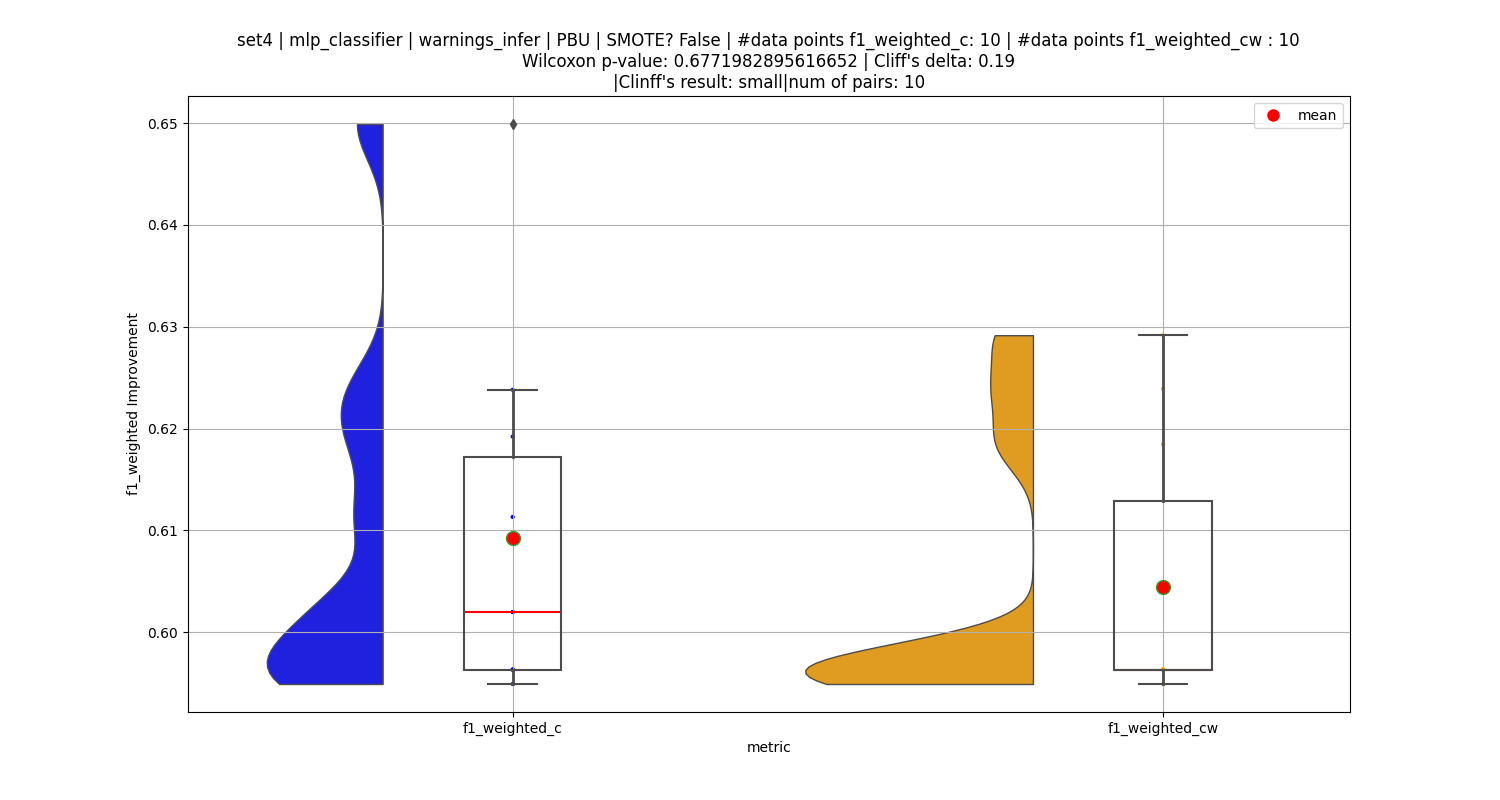 set4 | mlp_classifier | warnings_infer | PBU | SMOTE? False | #data points f1_weighted_c: 10 | #data points f1_weighted_cw : 10
Wilcoxon p-value: 0.6771982895616652 | Cliff's delta: 0.19
|Clinff's result: small|num of pairs: 10
mean
0.65
0.64
0.63
0.62
0.61
0.60
f1_weighted Improvement
f1_weighted_c
f1_weighted_cw
metric